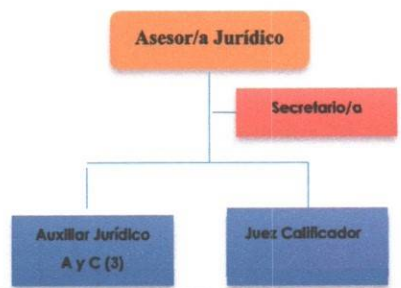 Asesor/a Jurídico
Secretario/a
Auxiliar Jurídico
A y C (3)
Juez Calificador